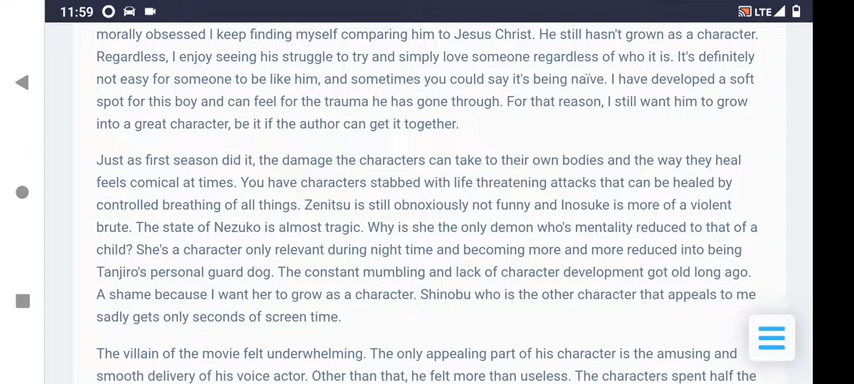 11:59
LTE
morally obsessed I keep finding myself comparing him to Jesus Christ. He still hasn't grown as a character.
Regardless, I enjoy seeing his struggle to try and simply love someone regardless of who it is. It's definitely
not easy for someone to be like him, and sometimes you could say it's being naïve. I have developed a soft
spot for this boy and can feel for the trauma he has gone through. For that reason, I still want him to grow
into a great character, be it if the author can get it together.
Just as first season did it, the damage the characters can take to their own bodies and the way they heal
feels comical at times. You have characters stabbed with life threatening attacks that can be healed by
controlled breathing of all things. Zenitsu is still obnoxiously not funny and Inosuke is more of a violent
brute. The state of Nezuko is almost tragic. Why is she the only demon who's mentality reduced to that of a
child? She's a character only relevant during night time and becoming more and more reduced into being
Tanjiro's personal guard dog. The constant mumbling and lack of character development got old long ago.
A shame because I want her to grow as a character. Shinobu who is the other character that appeals to me
sadly gets only seconds of screen time.
The villain of the movie felt underwhelming. The only appealing part of his character is the amusing and
smooth delivery of his voice actor. Other than that, he felt more than useless. The characters spent half the